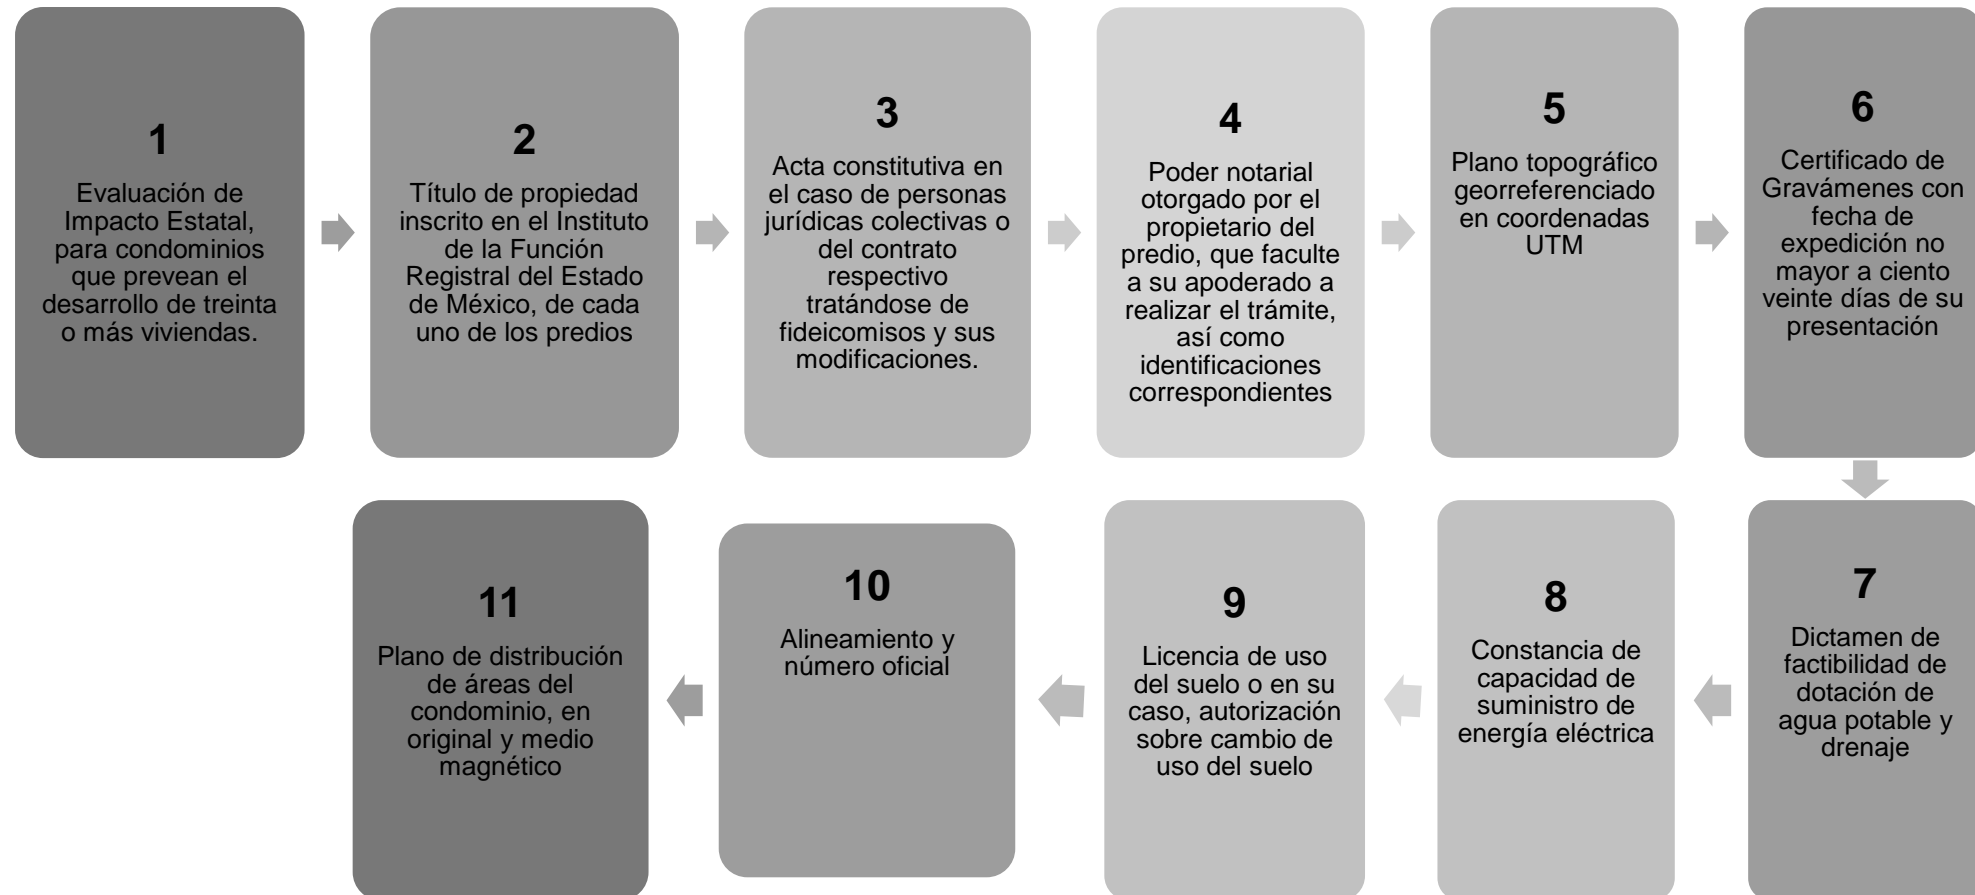 1
Evaluación de
Impacto Estatal,
para condominios
que prevean el
desarrollo de treinta
o más viviendas.
2
Título de propiedad
inscrito en el Instituto
de la Función
Registral del Estado
de México, de cada
uno de los predios
3
Acta constitutiva en
el caso de personas
jurídicas colectivas o
del contrato
respectivo
tratándose de
fideicomisos y sus
modificaciones.
4
Poder notarial
otorgado por el
propietario del
predio, que faculte
a su apoderado a
realizar el trámite,
así como
identificaciones
correspondientes
5
Plano topográfico
georreferenciado
en coordenadas
UTM
6
Certificado de
Gravámenes con
fecha de
expedición no
mayor a ciento
veinte días de su
presentación
7
Dictamen de
factibilidad de
dotación de
agua potable y
drenaje
8
Constancia de
capacidad de
suministro de
energía eléctrica
9
Licencia de uso
del suelo o en su
caso, autorización
sobre cambio de
uso del suelo
10
Alineamiento y
número oficial
11
Plano de distribución
de áreas del
condominio, en
original y medio
magnético